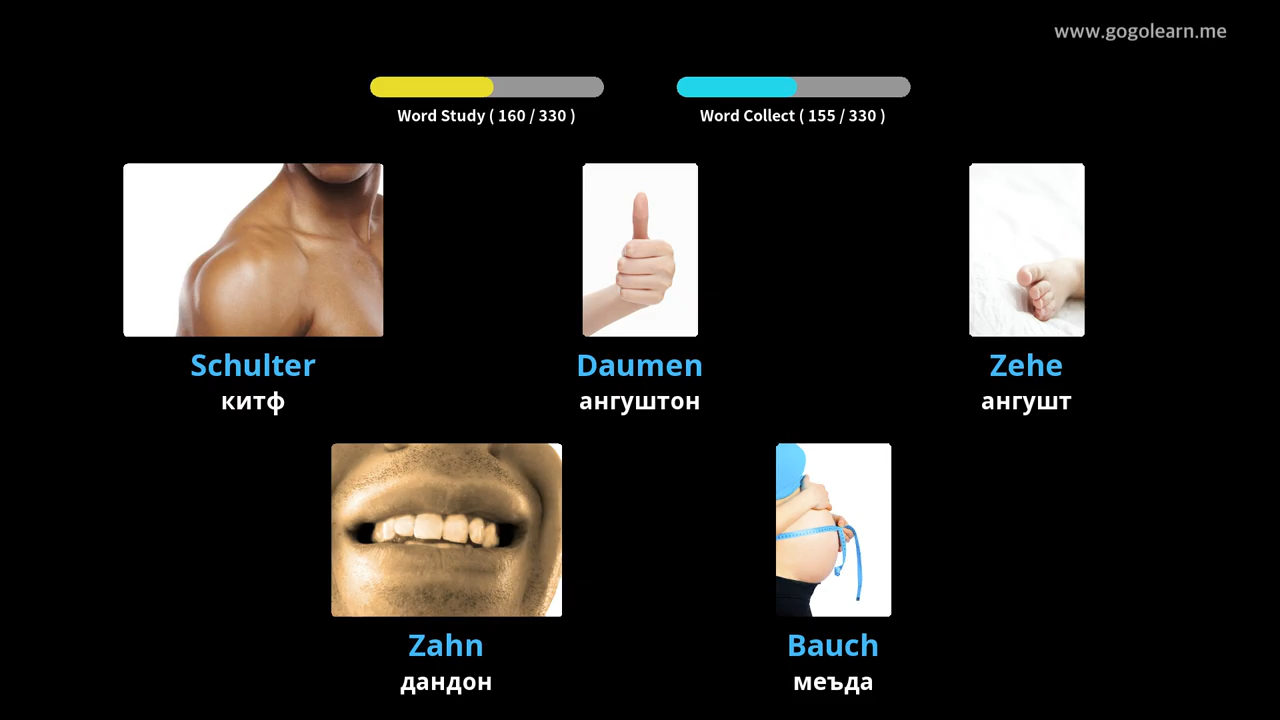 www.gogolearn.me
Word Study ( 160 / 330 )
Word Collect ( 155 / 330 )
Schulter
китф
Daumen
ангуштон
Zehe
ангушт
Zahn
дандон
Bauch
меъда